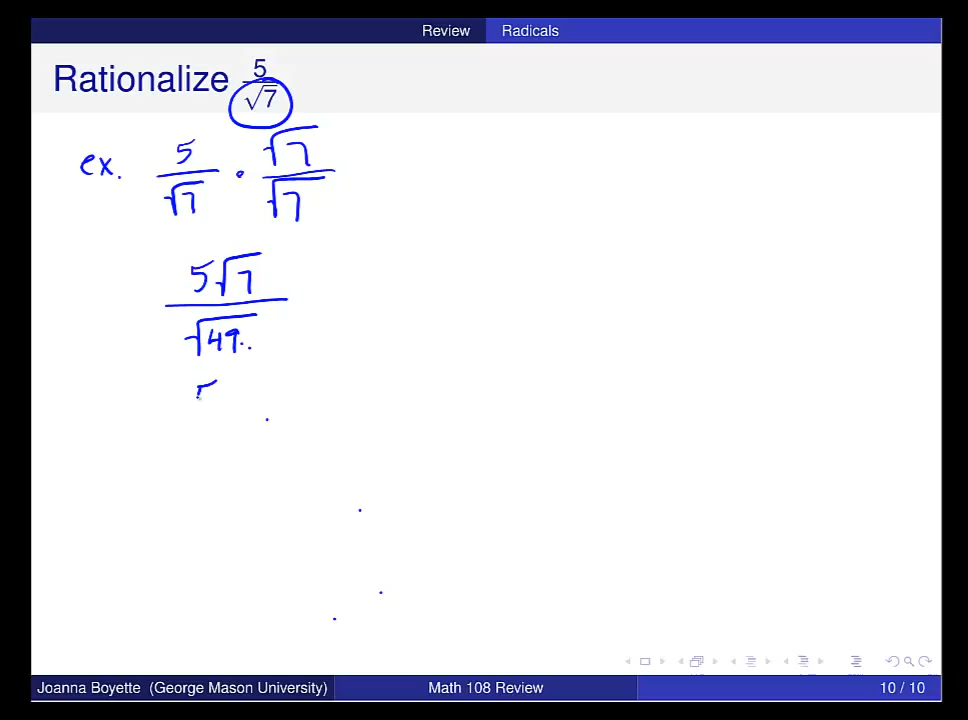 Review Radicals
Rationalize 5/√7
ex. 5/√7 · √7/√7
5√7/√49
5
Joanna Boyette (George Mason University) Math 108 Review 10 / 10